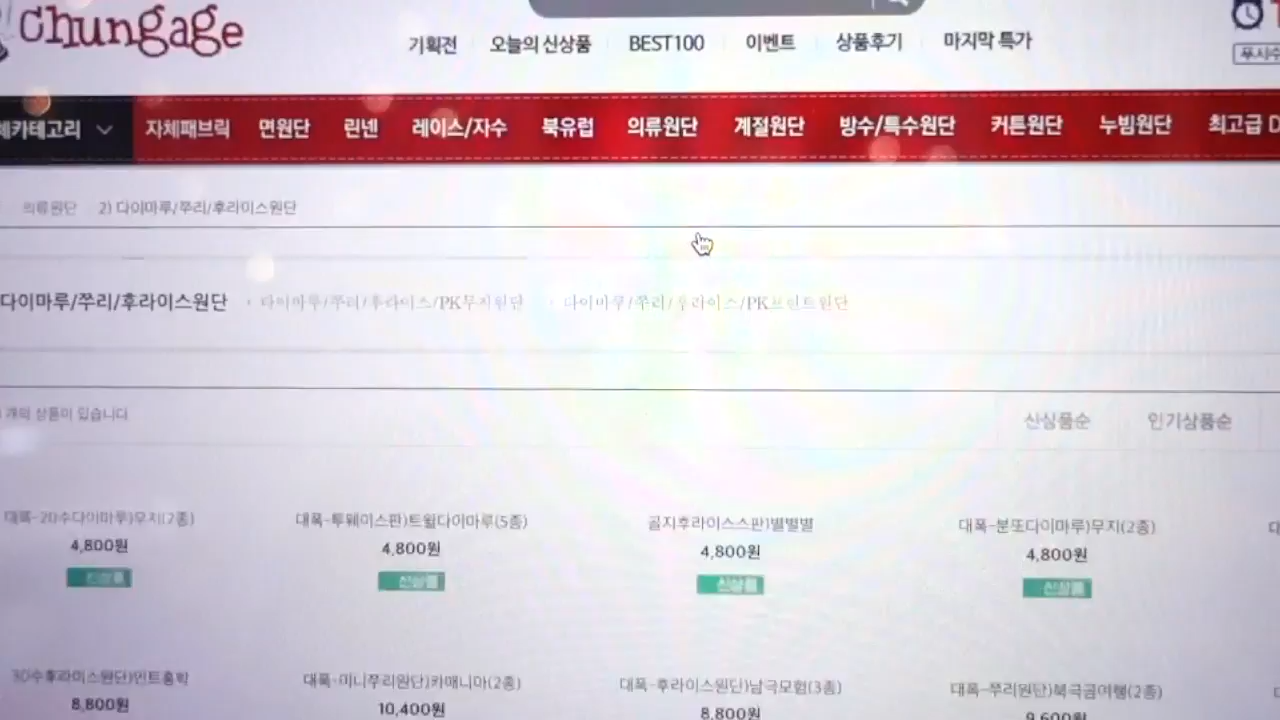 Chungage
기획전 오늘의 신상품 BEST100 이벤트 상품후기 마지막 특가
체카테고리 자체패브릭 면원단 린넨 레이스/자수 북유럽 의류원단 계절원단 방수/특수원단 커튼원단 누빔원단 최고급
의류원단 2) 다이마루/쭈리/후라이스원단
다이마루/쭈리/후라이스원단 다이마루/쭈리/후라이스/PK무지원단 다이마루/쭈리/후라이스/PK프린트원단
개의 상품이 있습니다
신상품순 인기상품순
대폭-20수다이마루)무지(7종) 대폭-투웨이스판)트윌다이마루(5종) 골지후라이스스판)별별별 대폭-분또다이마루)무지(2종)
4,800원 4,800원 4,800원 4,800원
신상품 신상품 신상품 신상품
30수후라이스원단)민트홍학 대폭-미니쭈리원단)카매니아(2종) 대폭-후라이스원단)남극모험(3종) 대폭-쭈리원단)북극곰여행(2종)
8,800원 10,400원 8,800원 9,600원